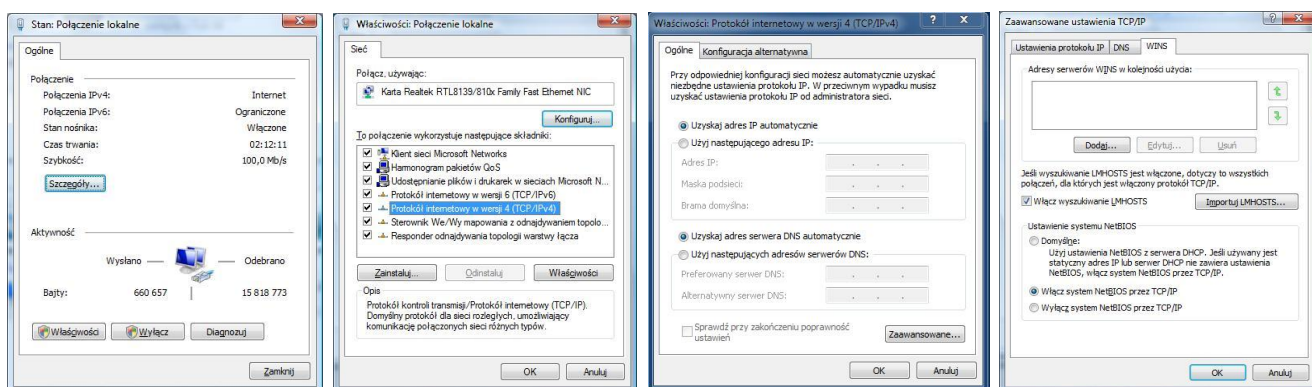 Stan: Połączenie lokalne
Ogólne
Połączenie
Połączenia IPv4: Internet
Połączenia IPv6: Ograniczone
Stan nośnika: Włączone
Czas trwania: 02:12:11
Szybkość: 100,0 Mb/s
Szczegóły...
Aktywność
Wysłano — Odebrano
Bajty: 660 657 | 15 818 773
Właściwości Wyłącz Diagnozuj
Zamknij
Właściwości: Połączenie lokalne
Sieć
Połącz, używając:
Karta Realtek RTL8139/810x Family Fast Ethernet NIC
Konfiguruj...
To połączenie wykorzystuje następujące składniki:
Klient sieci Microsoft Networks
Harmonogram pakietów QoS
Udostępnianie plików i drukarek w sieciach Microsoft N...
Protokół internetowy w wersji 6 (TCP/IPv6)
Protokół internetowy w wersji 4 (TCP/IPv4)
Sterownik We/Wy mapowania z odnajdywaniem topolo...
Responder odnajdywania topologii warstwy łącza
Zainstaluj... Odinstaluj Właściwości
Opis
Protokół kontroli transmisji/Protokół internetowy (TCP/IP).
Domyślny protokół dla sieci rozległych, umożliwiający
komunikację połączonych sieci różnych typów.
OK Anuluj
Właściwości: Protokół internetowy w wersji 4 (TCP/IPv4)
Ogólne Konfiguracja alternatywna
Przy odpowiedniej konfiguracji sieci możesz automatycznie uzyskać
niezbędne ustawienia protokołu IP. W przeciwnym wypadku musisz
uzyskać ustawienia protokołu IP od administratora sieci.
Uzyskaj adres IP automatycznie
Użyj następującego adresu IP:
Adres IP:
Maska podsieci:
Brama domyślna:
Uzyskaj adres serwera DNS automatycznie
Użyj następujących adresów serwerów DNS:
Preferowany serwer DNS:
Alternatywny serwer DNS:
Sprawdź przy zakończeniu poprawność
ustawień
Zaawansowane...
OK Anuluj
Zaawansowane ustawienia TCP/IP
Ustawienia protokołu IP DNS WINS
Adresy serwerów WINS w kolejności użycia:
Dodaj... Edytuj... Usuń
Jeśli wyszukiwanie LMHOSTS jest włączone, dotyczy to wszystkich
połączeń, dla których jest włączony protokół TCP/IP.
Włącz wyszukiwanie LMHOSTS Importuj LMHOSTS...
Ustawienie systemu NetBIOS
Domyślne:
Użyj ustawienia NetBIOS z serwera DHCP. Jeśli używany jest
statyczny adres IP lub serwer DHCP nie zawiera ustawienia
NetBIOS, włącz system NetBIOS przez TCP/IP.
Włącz system NetBIOS przez TCP/IP
Wyłącz system NetBIOS przez TCP/IP
OK Anuluj